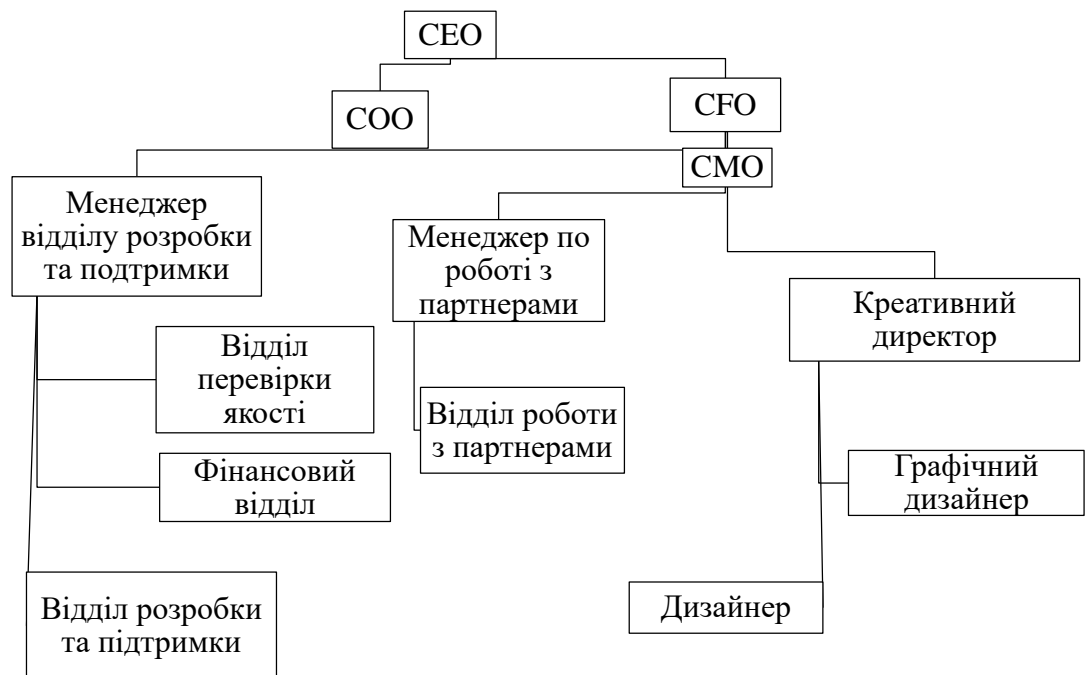 CEO
COO
CFO
CMO
Менеджер
відділу розробки
та подтримки
Менеджер по
роботі з
партнерами
Креативний
директор
Відділ
перевірки
якості
Відділ роботи
з партнерами
Фінансовий
відділ
Графічний
дизайнер
Відділ розробки
та підтримки
Дизайнер